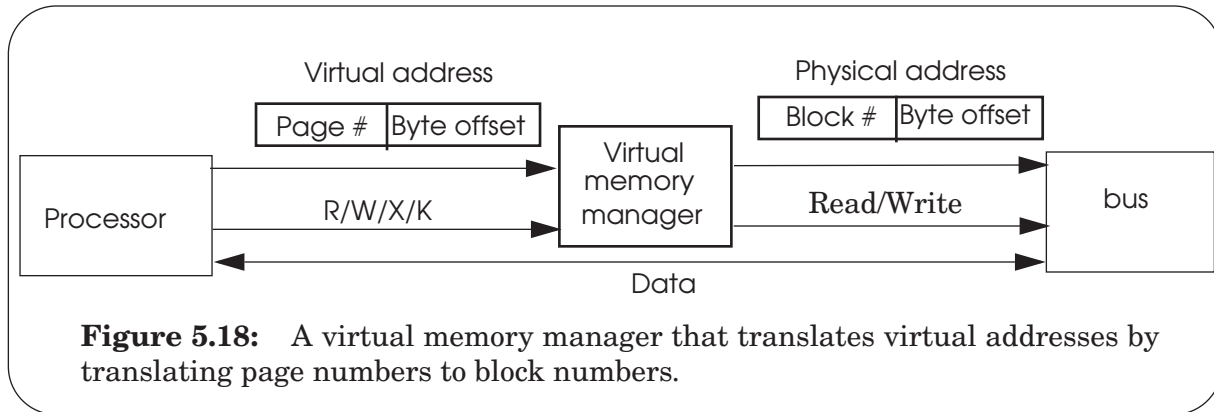 Virtual address
Physical address
Page # Byte offset
Block # Byte offset
Processor
R/W/X/K
Virtual
memory
manager
Read/Write
bus
Data
Figure 5.18: A virtual memory manager that translates virtual addresses by
translating page numbers to block numbers.